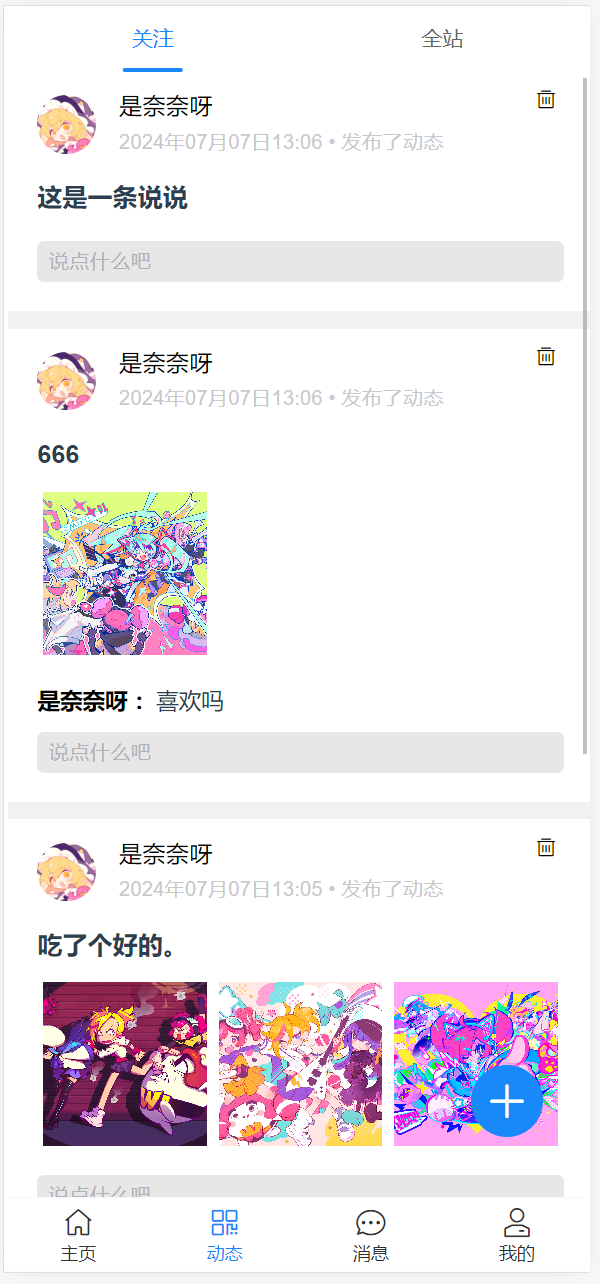 关注
全站
是奈奈呀
2024年07月07日13:06 • 发布了动态
这是一条说说
说点什么吧
是奈奈呀
2024年07月07日13:06 • 发布了动态
666
是奈奈呀： 喜欢吗
说点什么吧
是奈奈呀
2024年07月07日13:05 • 发布了动态
吃了个好的。
说点什么吧
主页
动态
消息
我的